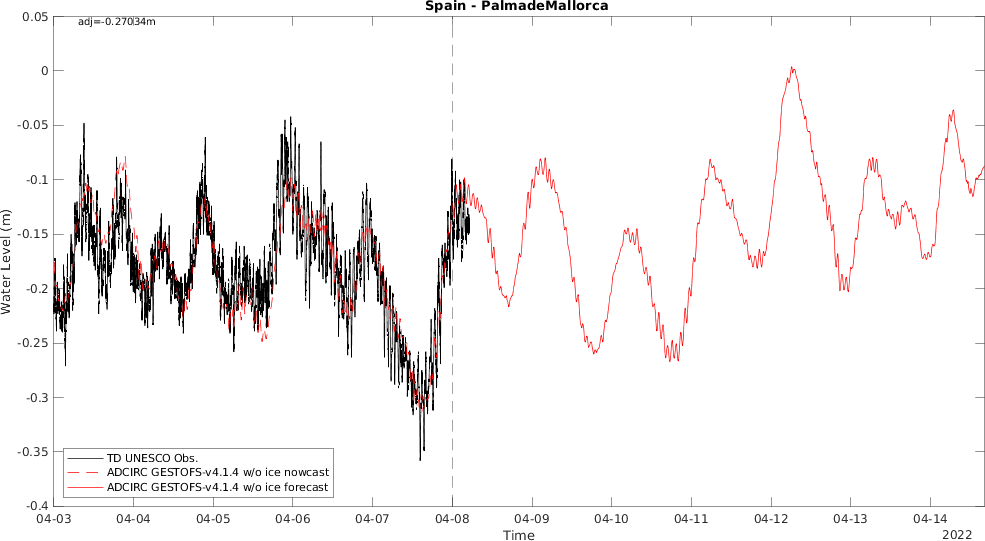 Spain - PalmadeMallorca
adj=-0.27034m
0.05
0
-0.05
-0.1
-0.15
-0.2
-0.25
-0.3
-0.35
-0.4
Water Level (m)
TD UNESCO Obs.
ADCIRC GESTOFS-v4.1.4 w/o ice nowcast
ADCIRC GESTOFS-v4.1.4 w/o ice forecast
04-03 04-04 04-05 04-06 04-07 04-08 04-09 04-10 04-11 04-12 04-13 04-14
Time
2022